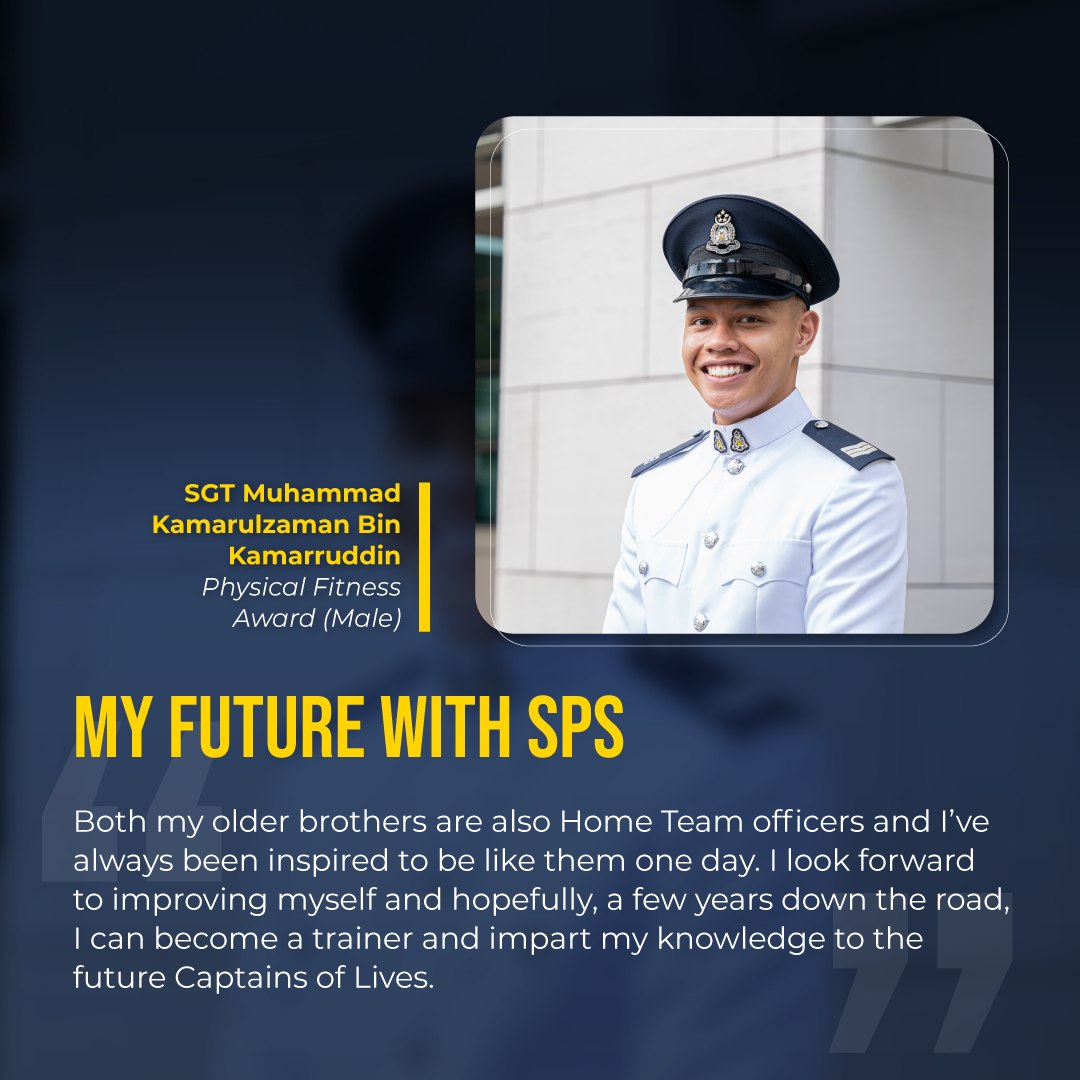 SGT Muhammad
Kamarulzaman Bin
Kamarruddin
Physical Fitness
Award (Male)
MY FUTURE WITH SPS
Both my older brothers are also Home Team officers and I’ve
always been inspired to be like them one day. I look forward
to improving myself and hopefully, a few years down the road,
I can become a trainer and impart my knowledge to the
future Captains of Lives.